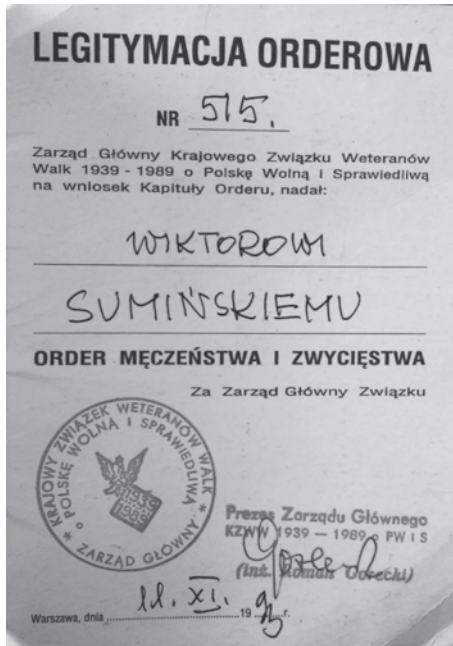 LEGITYMACJA ORDEROWA
NR 515.
Zarząd Główny Krajowego Związku Weteranów
Walk 1939 - 1989 o Polskę Wolną i Sprawiedliwą
na wniosek Kapituły Orderu, nadał:
WIKTOROWI
SUMIŃSKIEMU
ORDER MĘCZEŃSTWA I ZWYCIĘSTWA
Za Zarząd Główny Związku
KRAJOWY ZWIĄZEK WETERANÓW WALK
o POLSKĘ WOLNĄ I SPRAWIEDLIWĄ
1939
1989
* ZARZĄD GŁÓWNY *
Prezes Zarządu Głównego
KZWW 1939 — 1989 o PW i S
(inż. Roman Gorecki)
Warszawa, dnia 11. XI. 19 r.